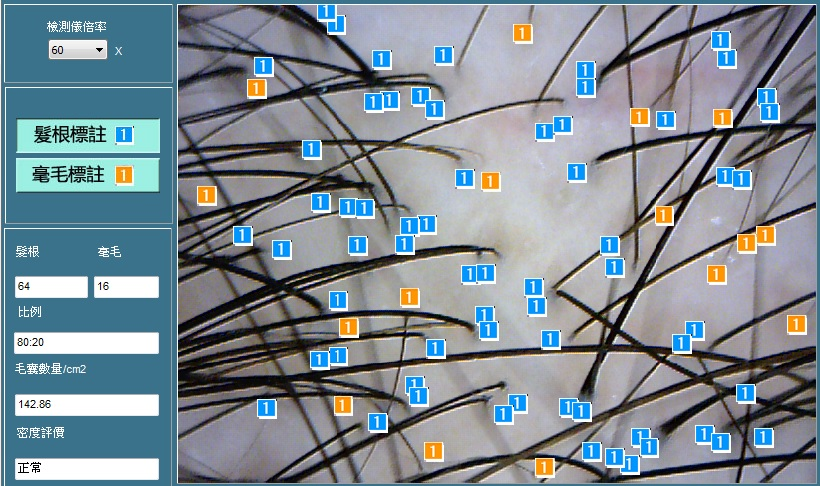 檢測儀倍率
60 X
髮根標註 1
毫毛標註 1
髮根 毫毛
64 16
比例
80:20
毛囊數量/cm2
142.86
密度評價
正常